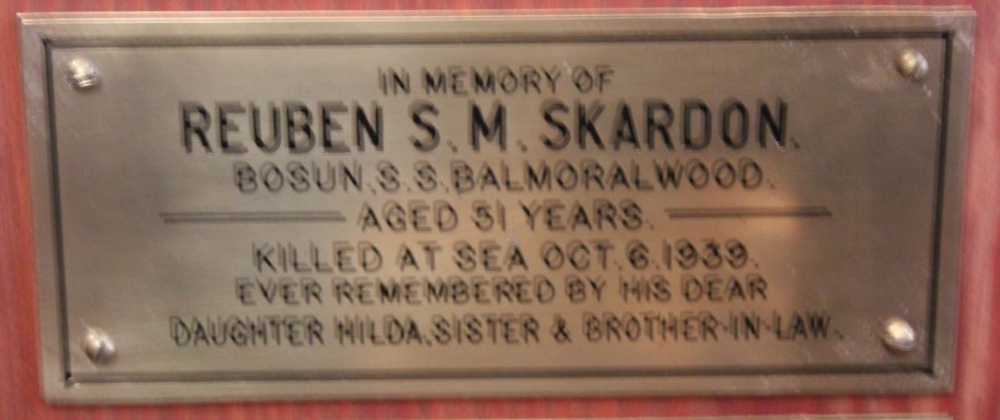 IN MEMORY OF
REUBEN S. M. SKARDON.
BOSUN, S.S. BALMORALWOOD.
AGED 51 YEARS.
KILLED AT SEA OCT. 6. 1939.
EVER REMEMBERED BY HIS DEAR
DAUGHTER HILDA, SISTER & BROTHER-IN-LAW.